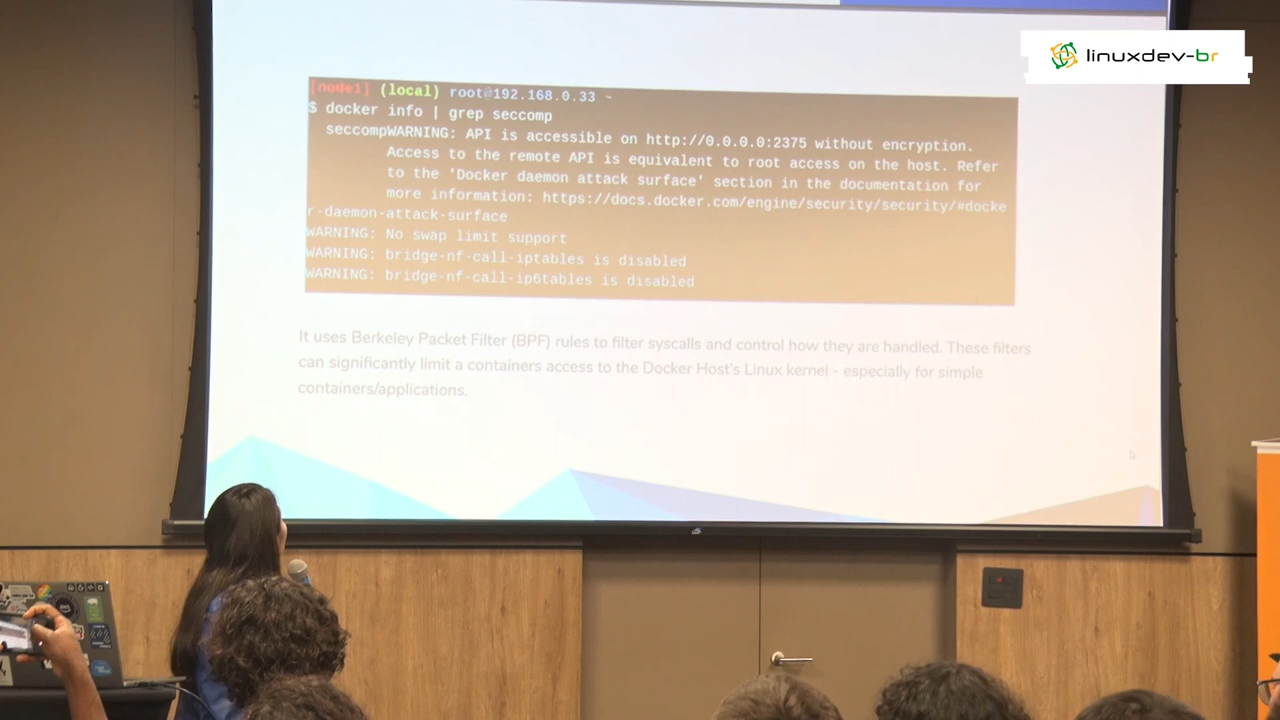 linuxdev-br
[node1] (local) root@192.168.0.33 ~
$ docker info | grep seccomp
seccompWARNING: API is accessible on http://0.0.0.0:2375 without encryption.
Access to the remote API is equivalent to root access on the host. Refer
to the 'Docker daemon attack surface' section in the documentation for
more information: https://docs.docker.com/engine/security/security/#docke
r-daemon-attack-surface
WARNING: No swap limit support
WARNING: bridge-nf-call-iptables is disabled
WARNING: bridge-nf-call-ip6tables is disabled
It uses Berkeley Packet Filter (BPF) rules to filter syscalls and control how they are handled. These filters
can significantly limit a containers access to the Docker Host's Linux kernel - especially for simple
containers/applications.